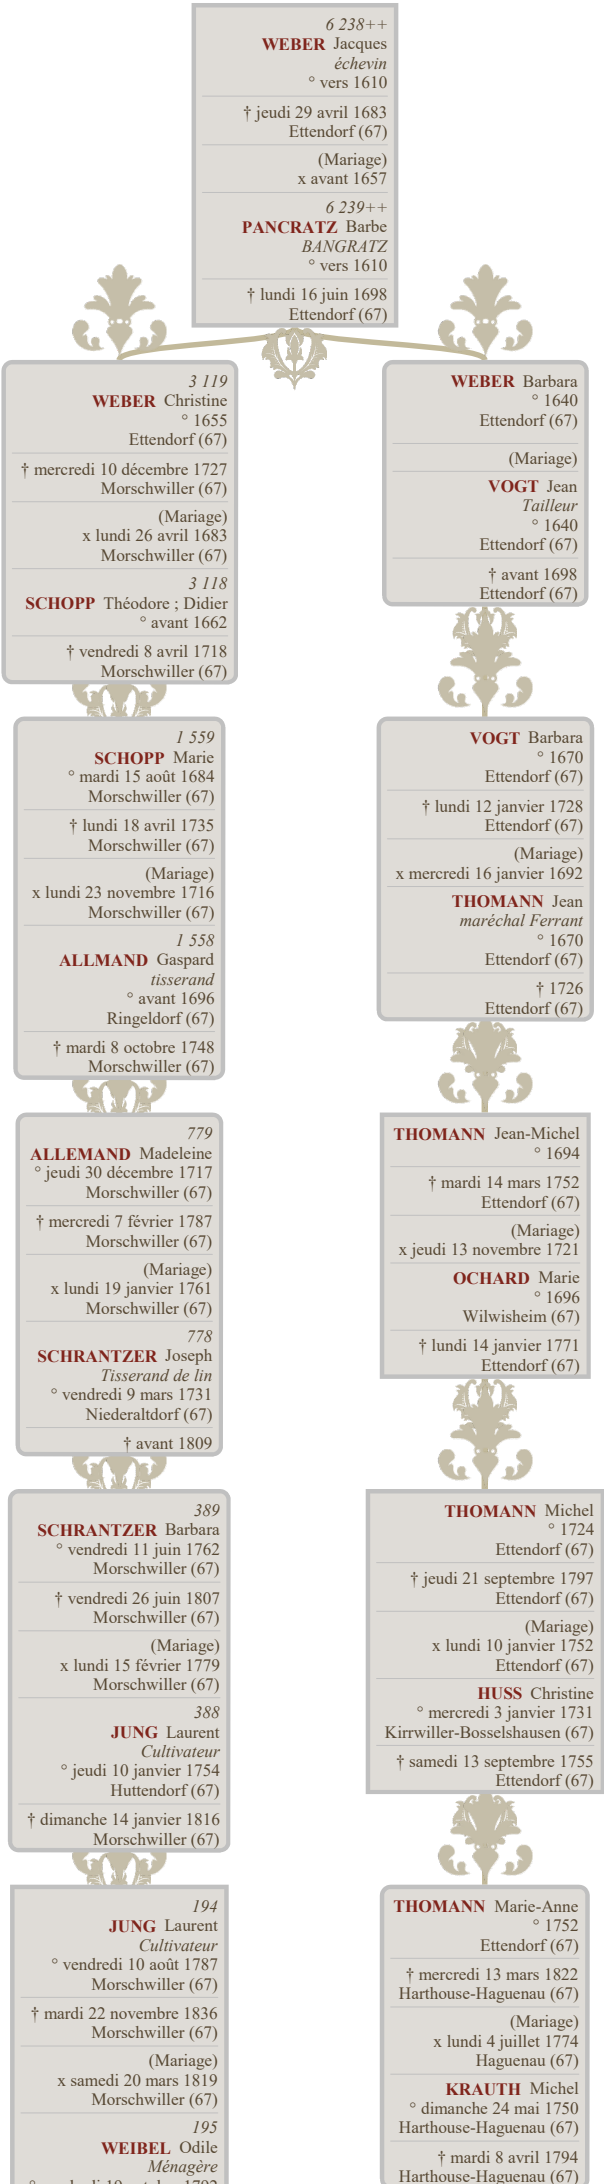 6 238++
WEBER Jacques
échevin
° vers 1610
† jeudi 29 avril 1683
Ettendorf (67)
(Mariage)
x avant 1657
6 239++
PANCRATZ Barbe
BANGRATZ
° vers 1610
† lundi 16 juin 1698
Ettendorf (67)
3 119
WEBER Christine
° 1655
Ettendorf (67)
† mercredi 10 décembre 1727
Morschwiller (67)
(Mariage)
x lundi 26 avril 1683
Morschwiller (67)
3 118
SCHOPP Théodore ; Didier
° avant 1662
† vendredi 8 avril 1718
Morschwiller (67)
1 559
SCHOPP Marie
° mardi 15 août 1684
Morschwiller (67)
† lundi 18 avril 1735
Morschwiller (67)
(Mariage)
x lundi 23 novembre 1716
Morschwiller (67)
1 558
ALLMAND Gaspard
tisserand
° avant 1696
Ringeldorf (67)
† mardi 8 octobre 1748
Morschwiller (67)
779
ALLEMAND Madeleine
° jeudi 30 décembre 1717
Morschwiller (67)
† mercredi 7 février 1787
Morschwiller (67)
(Mariage)
x lundi 19 janvier 1761
Morschwiller (67)
778
SCHRANTZER Joseph
Tisserand de lin
° vendredi 9 mars 1731
Niederaltdorf (67)
† avant 1809
389
SCHRANTZER Barbara
° vendredi 11 juin 1762
Morschwiller (67)
† vendredi 26 juin 1807
Morschwiller (67)
(Mariage)
x lundi 15 février 1779
Morschwiller (67)
388
JUNG Laurent
Cultivateur
° jeudi 10 janvier 1754
Huttendorf (67)
† dimanche 14 janvier 1816
Morschwiller (67)
194
JUNG Laurent
Cultivateur
° vendredi 10 août 1787
Morschwiller (67)
† mardi 22 novembre 1836
Morschwiller (67)
(Mariage)
x samedi 20 mars 1819
Morschwiller (67)
195
WEIBEL Odile
Ménagère
WEBER Barbara
° 1640
Ettendorf (67)
(Mariage)
VOGT Jean
Tailleur
° 1640
Ettendorf (67)
† avant 1698
Ettendorf (67)
VOGT Barbara
° 1670
Ettendorf (67)
† lundi 12 janvier 1728
Ettendorf (67)
(Mariage)
x mercredi 16 janvier 1692
THOMANN Jean
maréchal Ferrant
° 1670
Ettendorf (67)
† 1726
Ettendorf (67)
THOMANN Jean-Michel
° 1694
† mardi 14 mars 1752
Ettendorf (67)
(Mariage)
x jeudi 13 novembre 1721
OCHARD Marie
° 1696
Wilwisheim (67)
† lundi 14 janvier 1771
Ettendorf (67)
THOMANN Michel
° 1724
Ettendorf (67)
† jeudi 21 septembre 1797
Ettendorf (67)
(Mariage)
x lundi 10 janvier 1752
Ettendorf (67)
HUSS Christine
° mercredi 3 janvier 1731
Kirrwiller-Bosselshausen (67)
† samedi 13 septembre 1755
Ettendorf (67)
THOMANN Marie-Anne
° 1752
Ettendorf (67)
† mercredi 13 mars 1822
Harthouse-Haguenau (67)
(Mariage)
x lundi 4 juillet 1774
Haguenau (67)
KRAUTH Michel
° dimanche 24 mai 1750
Harthouse-Haguenau (67)
† mardi 8 avril 1794
Harthouse-Haguenau (67)